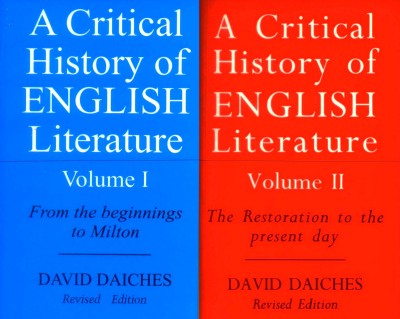 A Critical
History of
ENGLISH
Literature
Volume I
From the beginnings
to Milton
DAVID DAICHES
Revised Edition
A Critical
History of
ENGLISH
Literature
Volume II
The Restoration to the
present day
DAVID DAICHES
Revised Edition